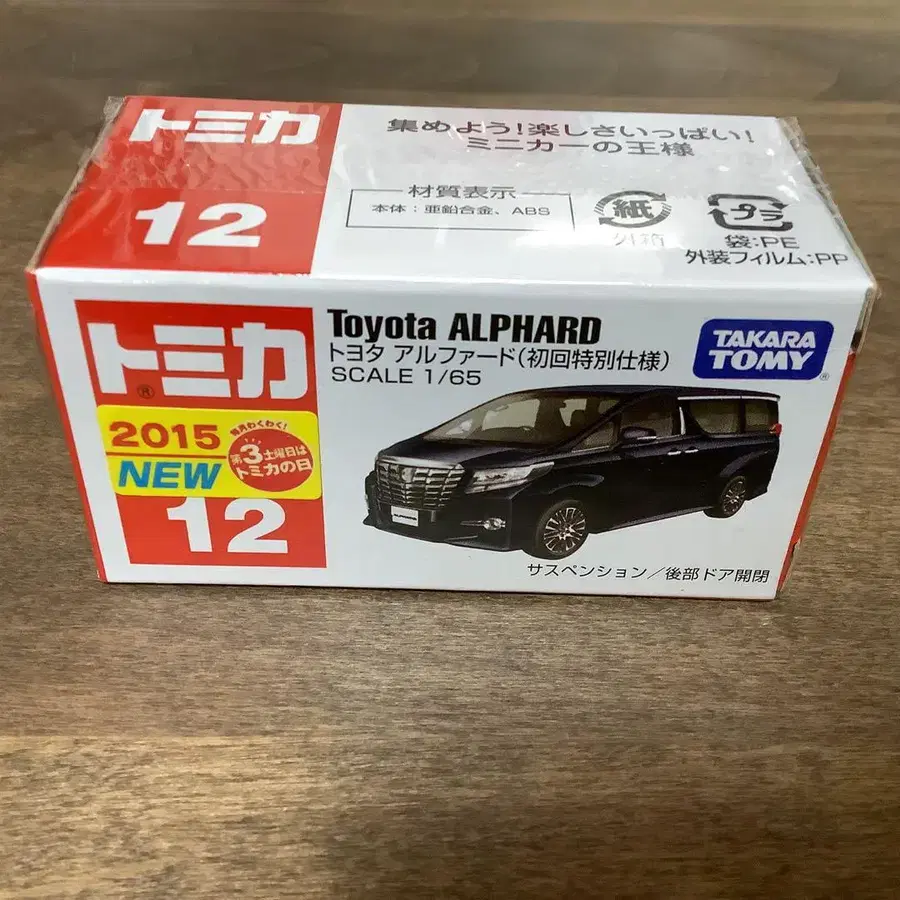 トミカ
12
集めよう!楽しさいっぱい!
ミニカーの王様
材質表示
本体:亜鉛合金、ABS
紙
外箱
プラ
袋:PE
外装フィルム:PP
トミカ
®
2015
NEW
毎月わくわく!
第3土曜日は
トミカの日
12
Toyota ALPHARD
トヨタ アルファード(初回特別仕様)
SCALE 1/65
TAKARA
TOMY
®
ALPHARD
サスペンション/後部ドア開閉